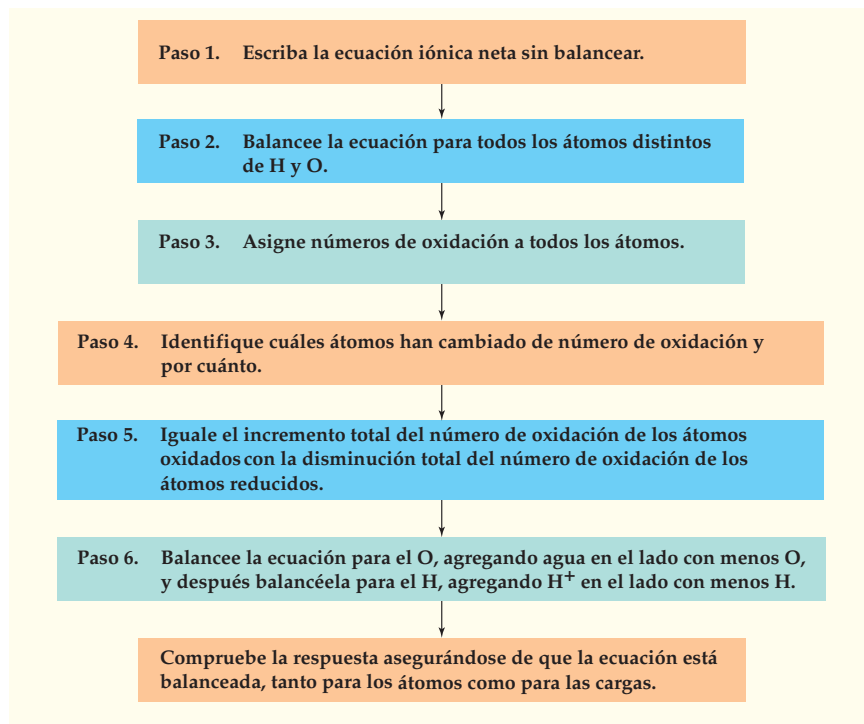 Paso 1. Escriba la ecuación iónica neta sin balancear.
Paso 2. Balancee la ecuación para todos los átomos distintos
de H y O.
Paso 3. Asigne números de oxidación a todos los átomos.
Paso 4. Identifique cuáles átomos han cambiado de número de oxidación y
por cuánto.
Paso 5. Iguale el incremento total del número de oxidación de los átomos
oxidados con la disminución total del número de oxidación de los
átomos reducidos.
Paso 6. Balancee la ecuación para el O, agregando agua en el lado con menos O,
y después balancéela para el H, agregando H⁺ en el lado con menos H.
Compruebe la respuesta asegurándose de que la ecuación está
balanceada, tanto para los átomos como para las cargas.